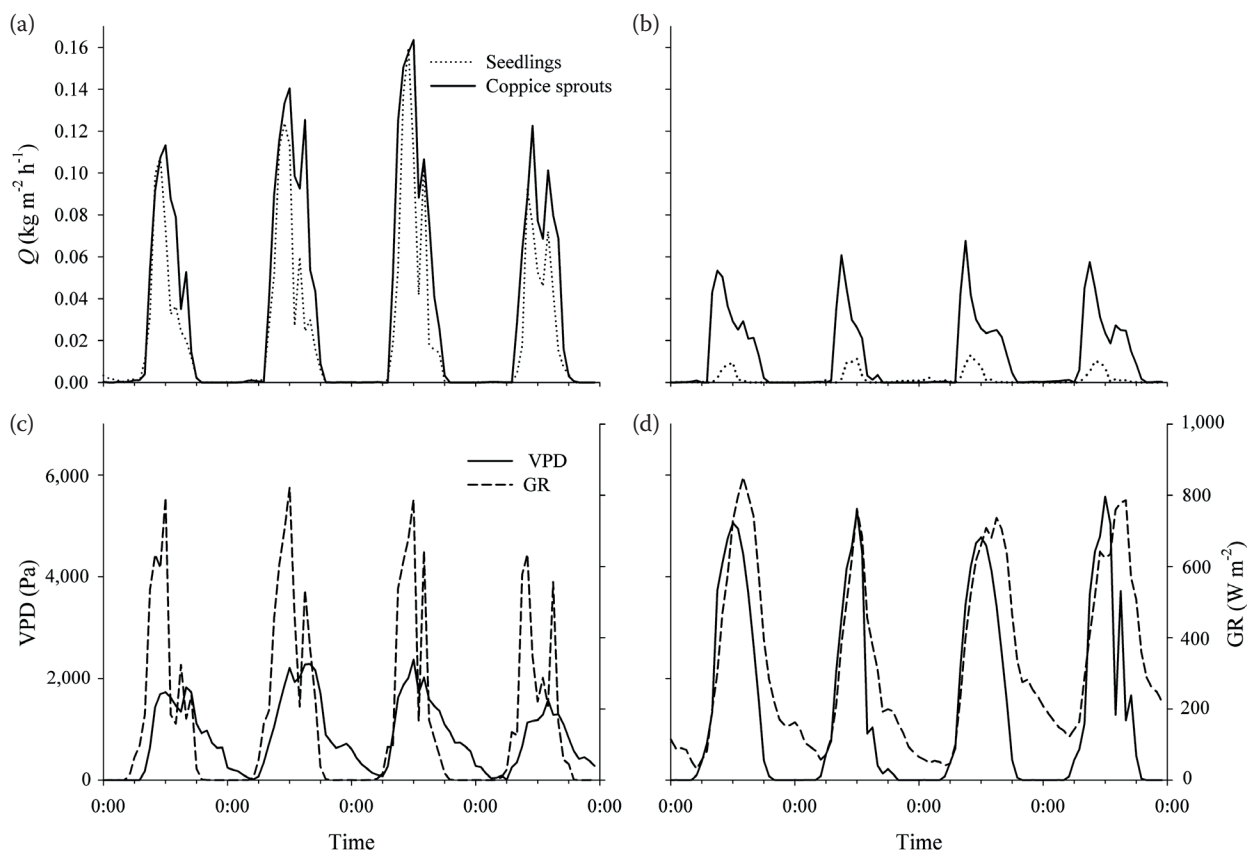 (a)
(b)
0.16
0.14
0.12
0.10
0.08
0.06
0.04
0.02
0.00
Q (kg m⁻² h⁻¹)
Seedlings
Coppice sprouts
(c)
(d)
6,000
4,000
2,000
0
VPD (Pa)
VPD
GR
1,000
800
600
400
200
0
GR (W m⁻²)
0:00 0:00 0:00 0:00 0:00
0:00 0:00 0:00 0:00 0:00
Time
Time